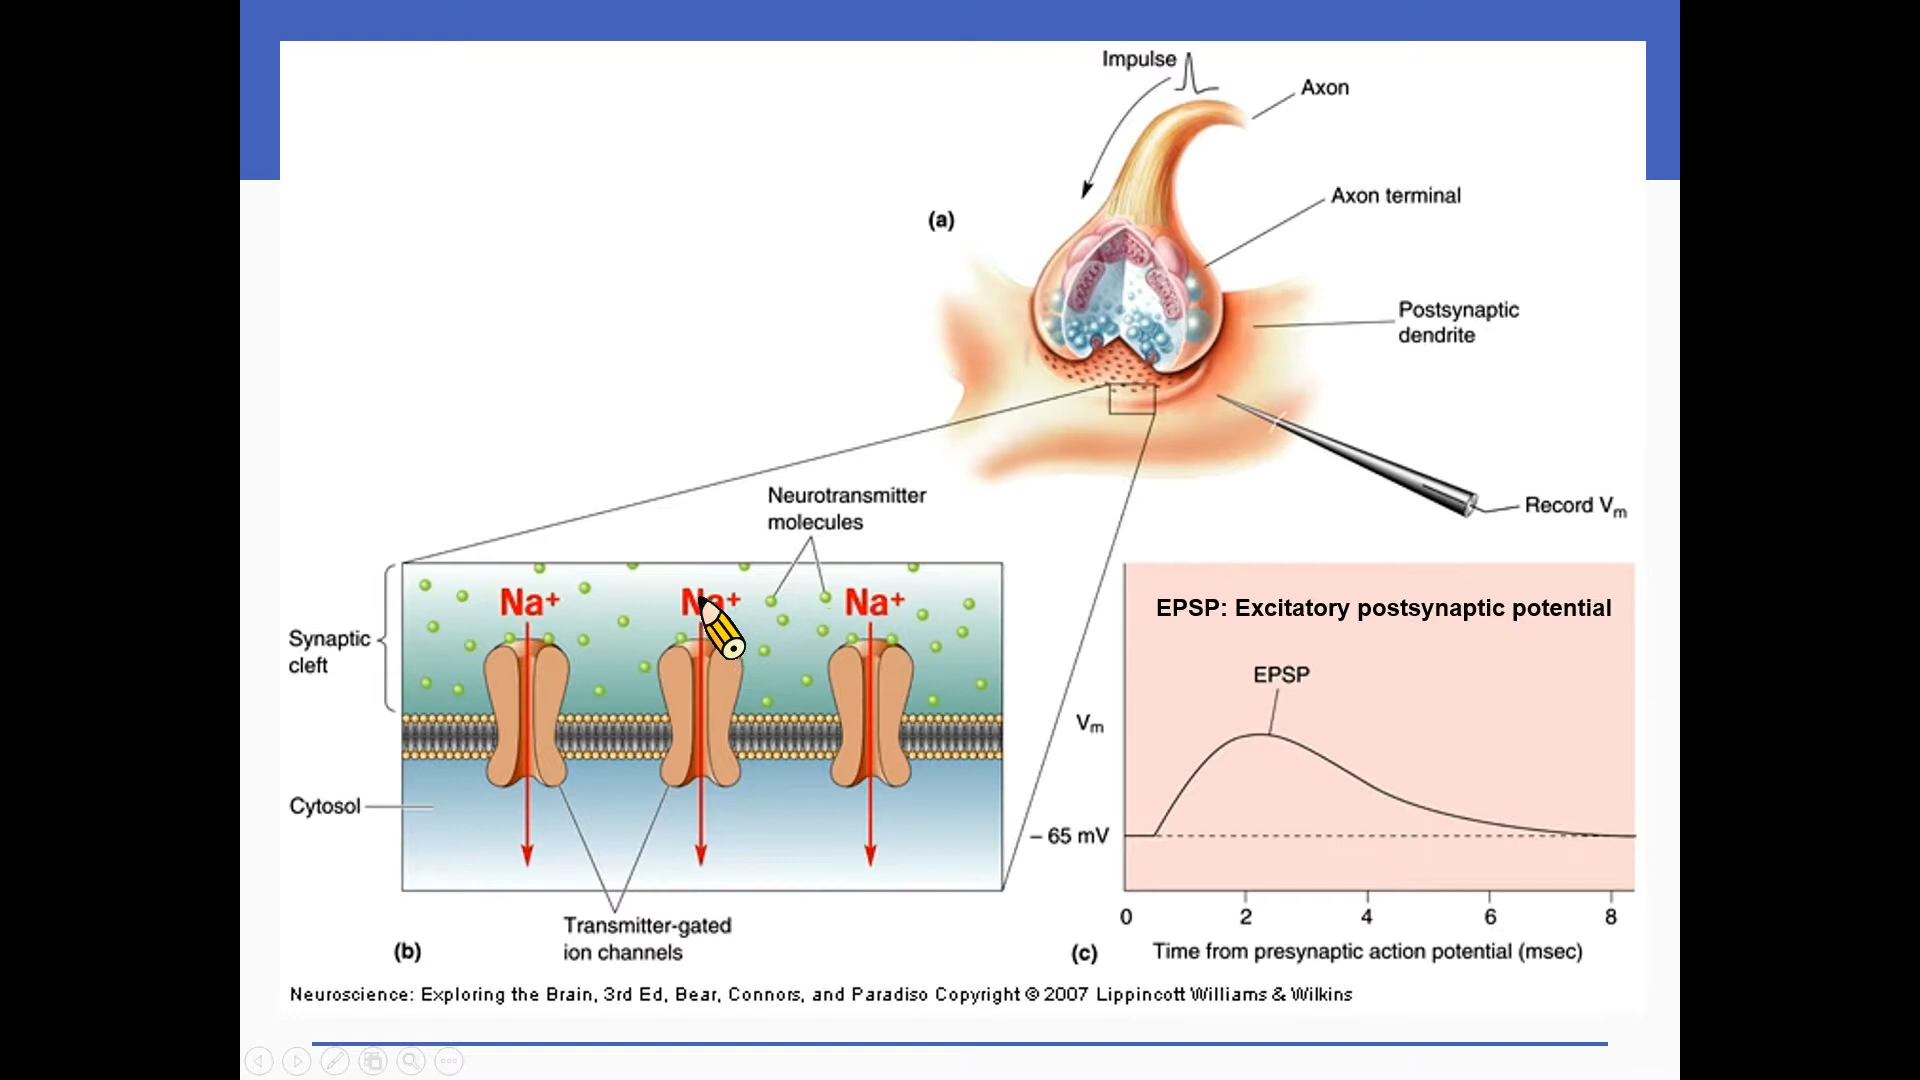 Impulse
Axon
Axon terminal
(a)
Postsynaptic
dendrite
Record Vm
Neurotransmitter
molecules
Na+ Na+ Na+
Synaptic
cleft
Cytosol
Transmitter-gated
ion channels
(b)
EPSP: Excitatory postsynaptic potential
EPSP
Vm
– 65 mV
0 2 4 6 8
(c) Time from presynaptic action potential (msec)
Neuroscience: Exploring the Brain, 3rd Ed, Bear, Connors, and Paradiso Copyright © 2007 Lippincott Williams & Wilkins